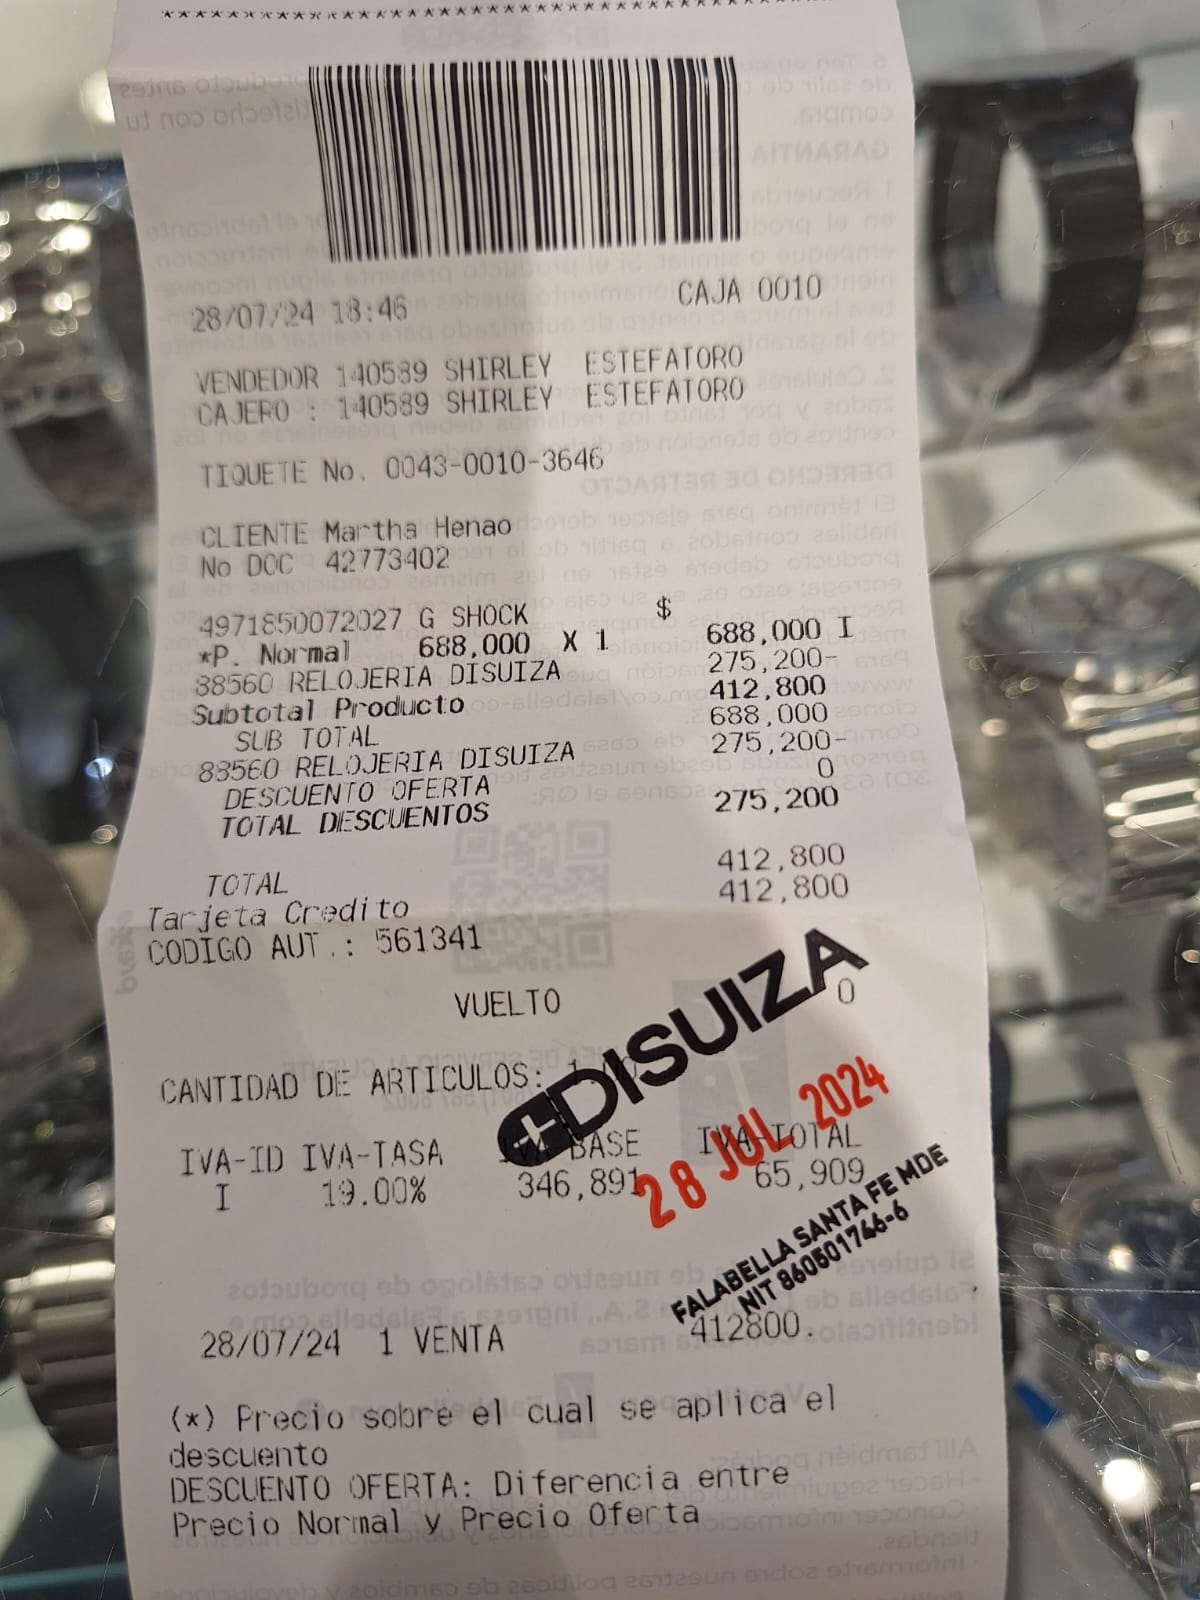 28/07/24 18:46
CAJA 0010
VENDEDOR 140589 SHIRLEY ESTEFATORO
CAJERO : 140589 SHIRLEY ESTEFATORO
TIQUETE No. 0043-0010-3646
CLIENTE Martha Henao
No DOC 42773402
$
4971850072027 G SHOCK
*P. Normal 688,000 X 1 688,000 I
88560 RELOJERIA DISUIZA 275,200-
Subtotal Producto 412,800
SUB TOTAL 688,000
88560 RELOJERIA DISUIZA 275,200-
DESCUENTO OFERTA 0
TOTAL DESCUENTOS 275,200
TOTAL 412,800
Tarjeta Credito 412,800
CODIGO AUT.: 561341
VUELTO 0
DISUIZA
CANTIDAD DE ARTICULOS:
28 JUL 2024
IVA-ID IVA-TASA IVA BASE IVA-TOTAL
I 19.00% 346,891 65,909
FALABELLA SANTA FE MDE
NIT 860501766-6
28/07/24 1 VENTA 412800.
(*) Precio sobre el cual se aplica el
descuento
DESCUENTO OFERTA: Diferencia entre
Precio Normal y Precio Oferta